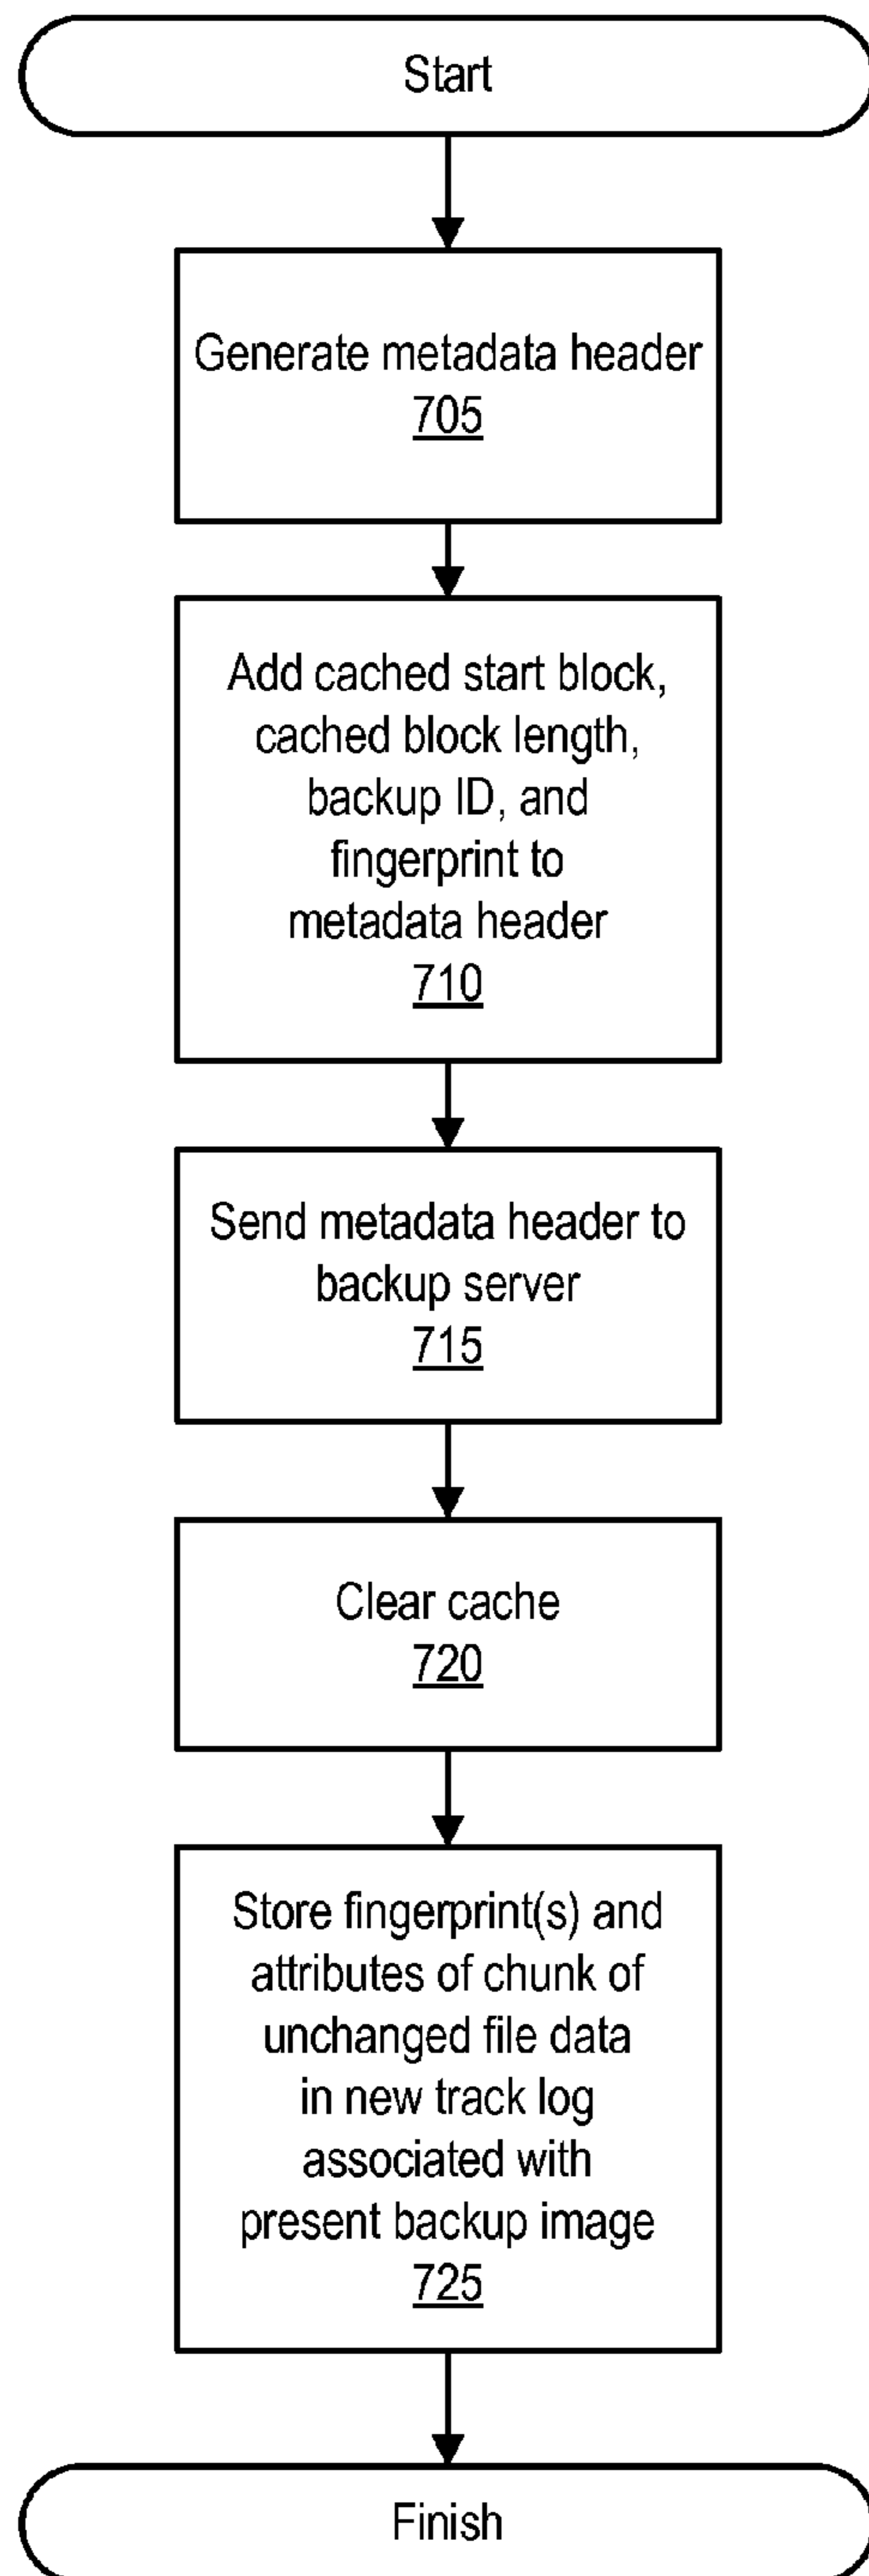 Start
Generate metadata header
705
Add cached start block,
cached block length,
backup ID, and
fingerprint to
metadata header
710
Send metadata header to
backup server
715
Clear cache
720
Store fingerprint(s) and
attributes of chunk of
unchanged file data
in new track log
associated with
present backup image
725
Finish